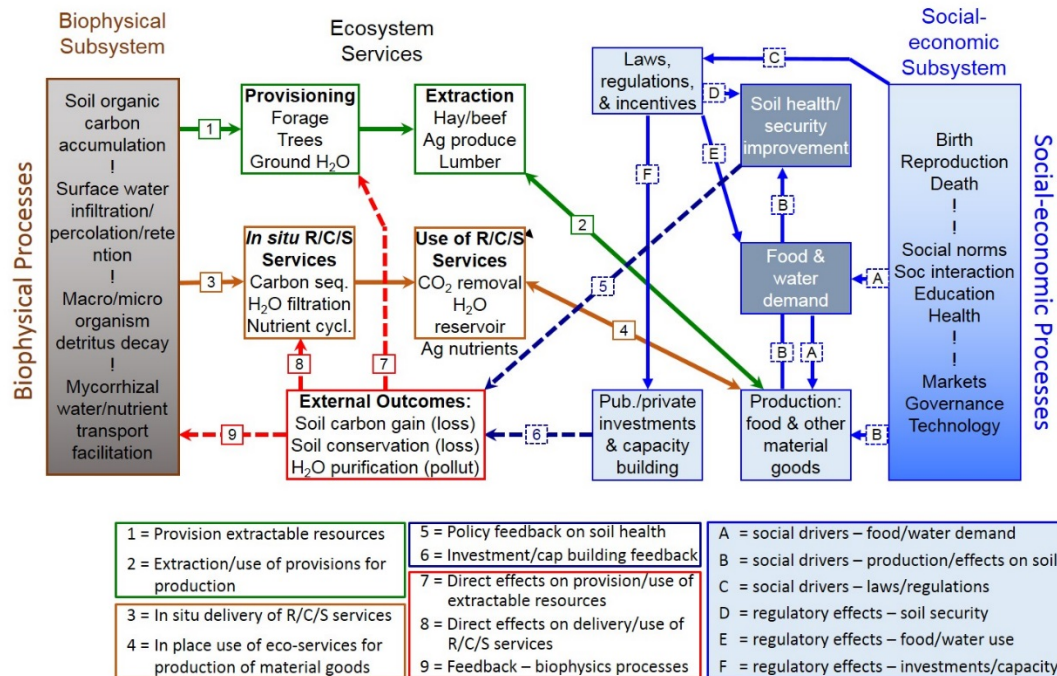 Biophysical
Subsystem
Ecosystem
Services
Social-
economic
Subsystem
Biophysical Processes
Soil organic
carbon
accumulation
!
Surface water
infiltration/
percolation/rete
ntion
!
Macro/micro
organism
detritus decay
!
Mycorrhizal
water/nutrient
transport
facilitation
1
Provisioning
Forage
Trees
Ground H₂O
Extraction
Hay/beef
Ag produce
Lumber
3
In situ R/C/S
Services
Carbon seq.
H₂O filtration
Nutrient cycl.
Use of R/C/S
Services
CO₂ removal
H₂O
reservoir
Ag nutrients
8
7
9
External Outcomes:
Soil carbon gain (loss)
Soil conservation (loss)
H₂O purification (pollut)
2
4
5
6
Laws,
regulations,
& incentives
C
D
E
F
Soil health/
security
improvement
B
Food &
water
demand
A
B
A
Pub./private
investments
& capacity
building
Production:
food & other
material
goods
B
Birth
Reproduction
Death
!
!
Social norms
Soc interaction
Education
Health
!
!
Markets
Governance
Technology
Social-economic Processes
1 = Provision extractable resources
2 = Extraction/use of provisions for
production
3 = In situ delivery of R/C/S services
4 = In place use of eco-services for
production of material goods
5 = Policy feedback on soil health
6 = Investment/cap building feedback
7 = Direct effects on provision/use of
extractable resources
8 = Direct effects on delivery/use of
R/C/S services
9 = Feedback – biophysics processes
A = social drivers – food/water demand
B = social drivers – production/effects on soil
C = social drivers – laws/regulations
D = regulatory effects – soil security
E = regulatory effects – food/water use
F = regulatory effects – investments/capacity